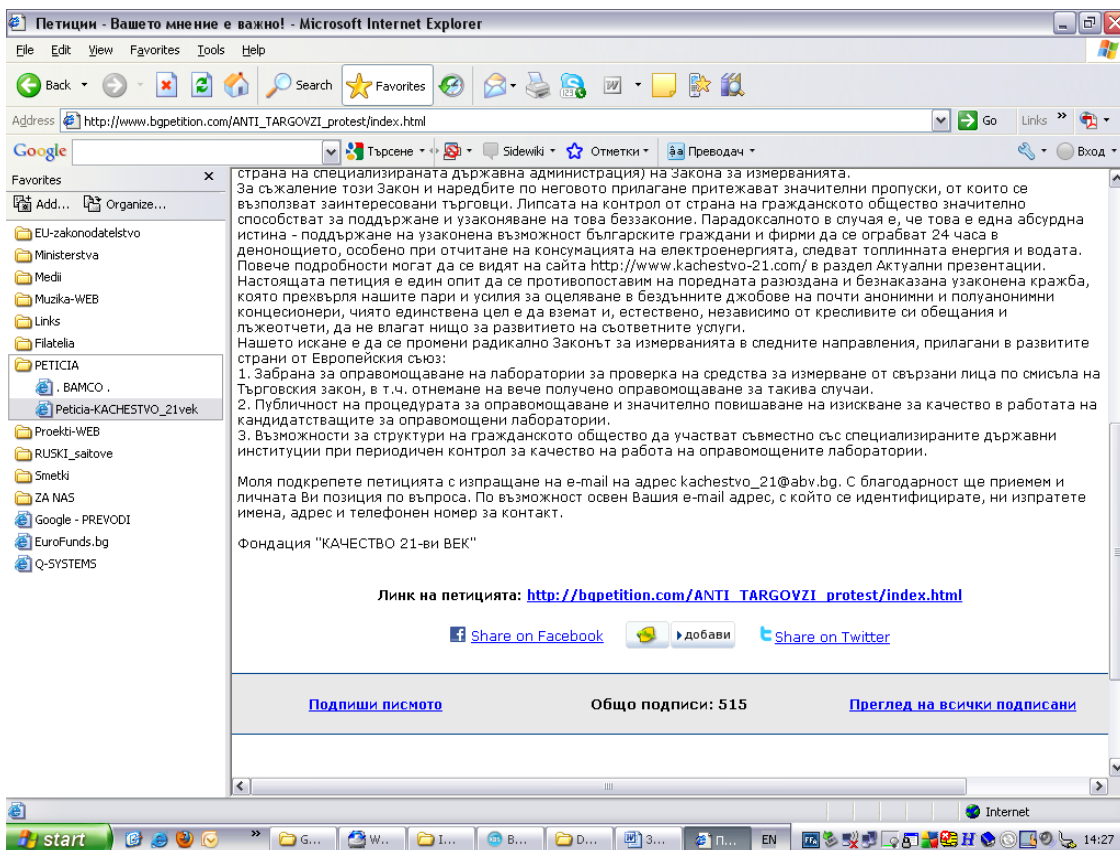 Петиции - Вашето мнение е важно! - Microsoft Internet Explorer
File Edit View Favorites Tools Help
Back Search Favorites
Address http://www.bgpetition.com/ANTI_TARGOVZI_protest/index.html Go Links »
Google Търсене Sidewiki Отметки Преводач Вход
Favorites x
Add... Organize...
EU-zakonodatelstvo
Ministerstva
Medii
Muzika-WEB
Links
Filatelia
PETICIA
. BAMCO .
Peticia-KACHESTVO_21vek
Proekti-WEB
RUSKI_saitove
Smetki
ZA NAS
Google - PREVODI
EuroFunds.bg
Q-SYSTEMS
страна на специализираната държавна администрация) на Закона за измерванията.
За съжаление този Закон и наредбите по неговото прилагане притежават значителни пропуски, от които се
възползват заинтересовани търговци. Липсата на контрол от страна на гражданското общество значително
способстват за поддържане и узаконяване на това беззаконие. Парадоксалното в случая е, че това е една абсурдна
истина - поддържане на узаконена възможност българските граждани и фирми да се ограбват 24 часа в
денонощието, особено при отчитане на консумацията на електроенергията, следват топлинната енергия и водата.
Повече подробности могат да се видят на сайта http://www.kachestvo-21.com/ в раздел Актуални презентации.
Настоящата петиция е един опит да се противопоставим на поредната разюздана и безнаказана узаконена кражба,
която прехвърля нашите пари и усилия за оцеляване в бездънните джобове на почти анонимни и полуанонимни
концесионери, чиято единствена цел е да вземат и, естествено, независимо от кресливите си обещания и
лъжеотчети, да не влагат нищо за развитието на съответните услуги.
Нашето искане е да се промени радикално Законът за измерванията в следните направления, прилагани в развитите
страни от Европейския съюз:
1. Забрана за оправомощаване на лаборатории за проверка на средства за измерване от свързани лица по смисъла на
Търговския закон, в т.ч. отнемане на вече получено оправомощаване за такива случаи.
2. Публичност на процедурата за оправомощаване и значително повишаване на изискване за качество в работата на
кандидатстващите за оправомощени лаборатории.
3. Възможности за структури на гражданското общество да участват съвместно със специализираните държавни
институции при периодичен контрол за качество на работа на оправомощените лаборатории.
Моля подкрепете петицията с изпращане на e-mail на адрес kachestvo_21@abv.bg. С благодарност ще приемем и
личната Ви позиция по въпроса. По възможност освен Вашия e-mail адрес, с който се идентифицирате, ни изпратете
имена, адрес и телефонен номер за контакт.
Фондация "КАЧЕСТВО 21-ви ВЕК"
Линк на петицията: http://bgpetition.com/ANTI_TARGOVZI_protest/index.html
Share on Facebook добави Share on Twitter
Подпиши писмото Общо подписи: 515 Преглед на всички подписани
Internet
start » G... W... I... B... D... З... П... EN 14:27